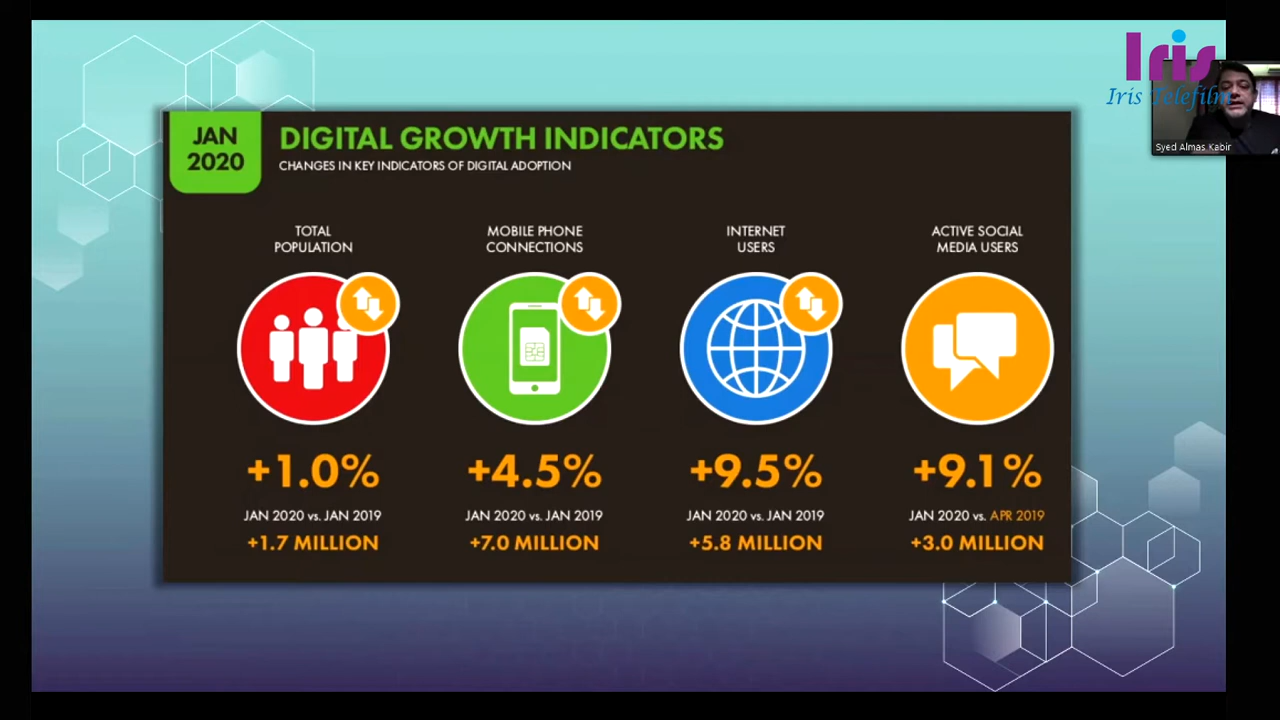 Iris
Iris Telefilm
Syed Almas Kabir
JAN
2020
DIGITAL GROWTH INDICATORS
CHANGES IN KEY INDICATORS OF DIGITAL ADOPTION
TOTAL
POPULATION
+1.0%
JAN 2020 vs. JAN 2019
+1.7 MILLION
MOBILE PHONE
CONNECTIONS
+4.5%
JAN 2020 vs. JAN 2019
+7.0 MILLION
INTERNET
USERS
+9.5%
JAN 2020 vs. JAN 2019
+5.8 MILLION
ACTIVE SOCIAL
MEDIA USERS
+9.1%
JAN 2020 vs. APR 2019
+3.0 MILLION